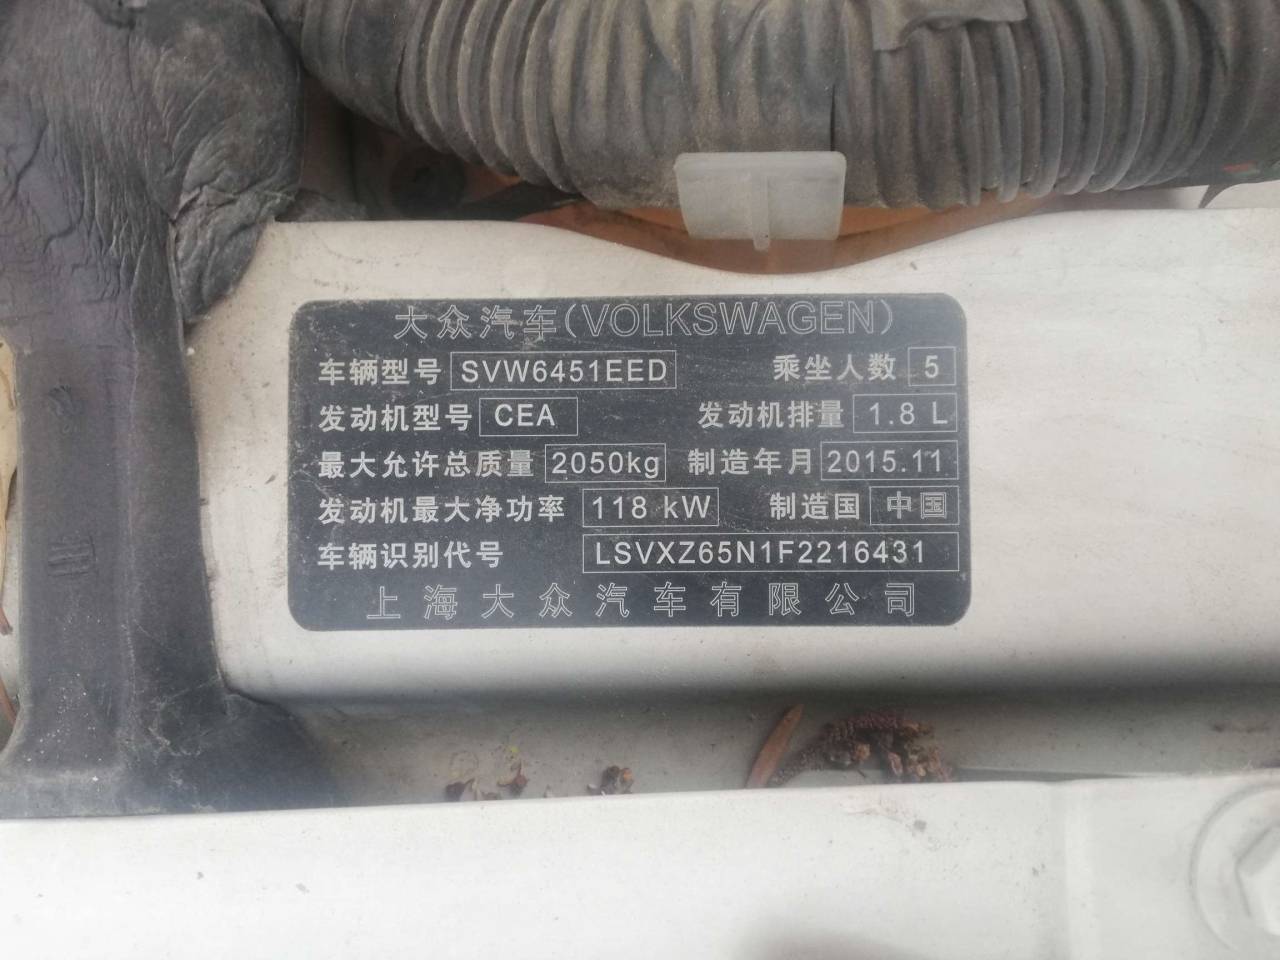 大众汽车(VOLKSWAGEN)
车辆型号 SVW6451EED 乘坐人数 5
发动机型号 CEA 发动机排量 1.8 L
最大允许总质量 2050kg 制造年月 2015.11
发动机最大净功率 118 kW 制造国 中国
车辆识别代号 LSVXZ65N1F2216431
上海大众汽车有限公司